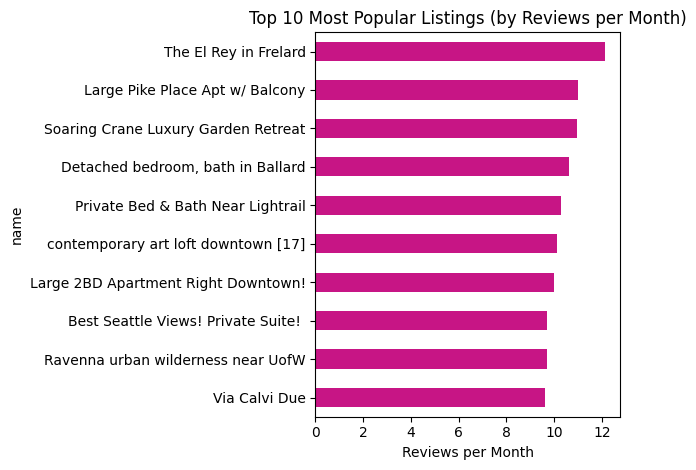 Top 10 Most Popular Listings (by Reviews per Month)
The El Rey in Frelard
Large Pike Place Apt w/ Balcony
Soaring Crane Luxury Garden Retreat
Detached bedroom, bath in Ballard
Private Bed & Bath Near Lightrail
contemporary art loft downtown [17]
Large 2BD Apartment Right Downtown!
Best Seattle Views! Private Suite!
Ravenna urban wilderness near UofW
Via Calvi Due
name
0 2 4 6 8 10 12
Reviews per Month